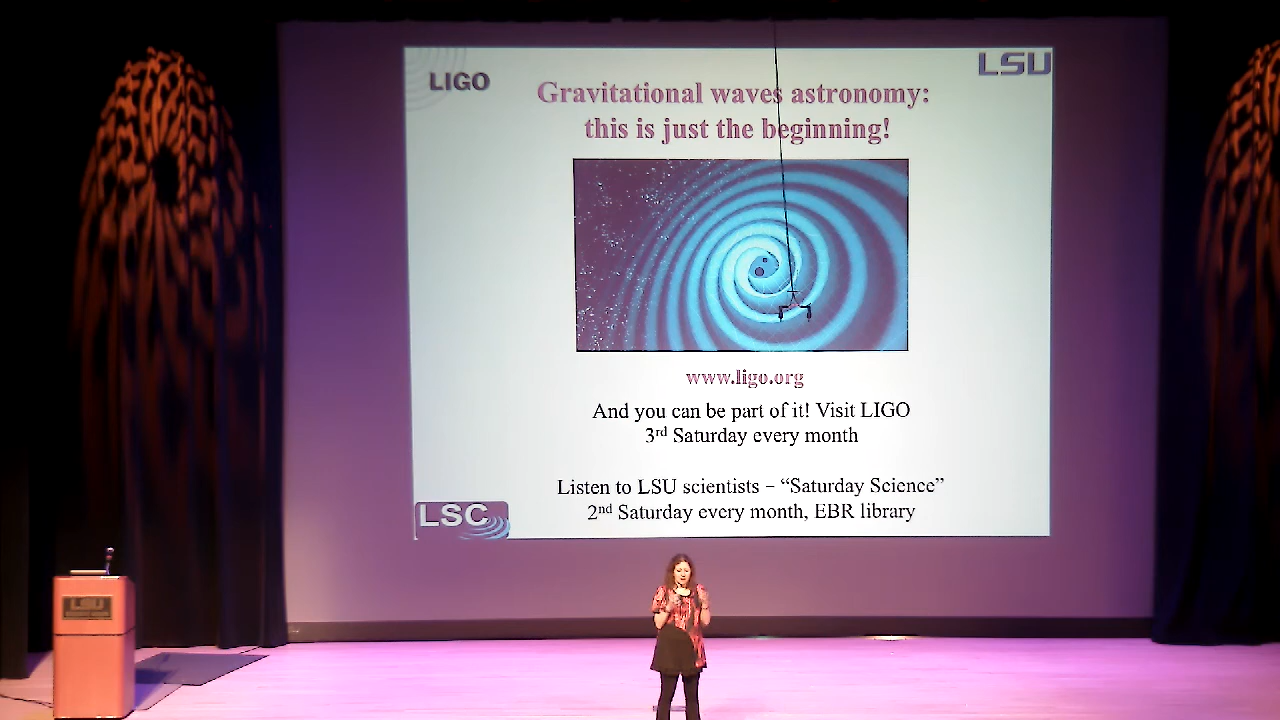 LIGO
LSU
Gravitational waves astronomy:
this is just the beginning!
www.ligo.org
And you can be part of it! Visit LIGO
3rd Saturday every month
Listen to LSU scientists – “Saturday Science”
2nd Saturday every month, EBR library
LSC
LSU